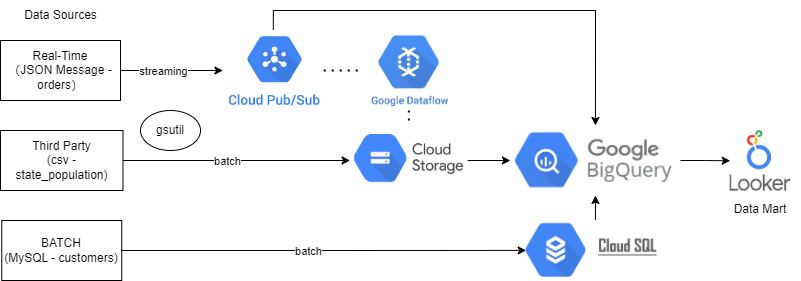 Data Sources
Real-Time
(JSON Message -
orders)
streaming
Cloud Pub/Sub
Google Dataflow
gsutil
Third Party
(csv -
state_population)
batch
Cloud
Storage
Google
BigQuery
Looker
Data Mart
BATCH
(MySQL - customers)
batch
Cloud SQL